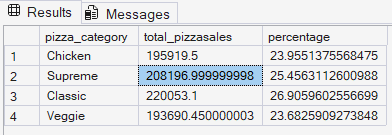 Results Messages
pizza_category total_pizzasales percentage
1 Chicken 195919.5 23.9551375568475
2 Supreme 208196.999999998 25.4563112600988
3 Classic 220053.1 26.9059602556699
4 Veggie 193690.450000003 23.6825909273848